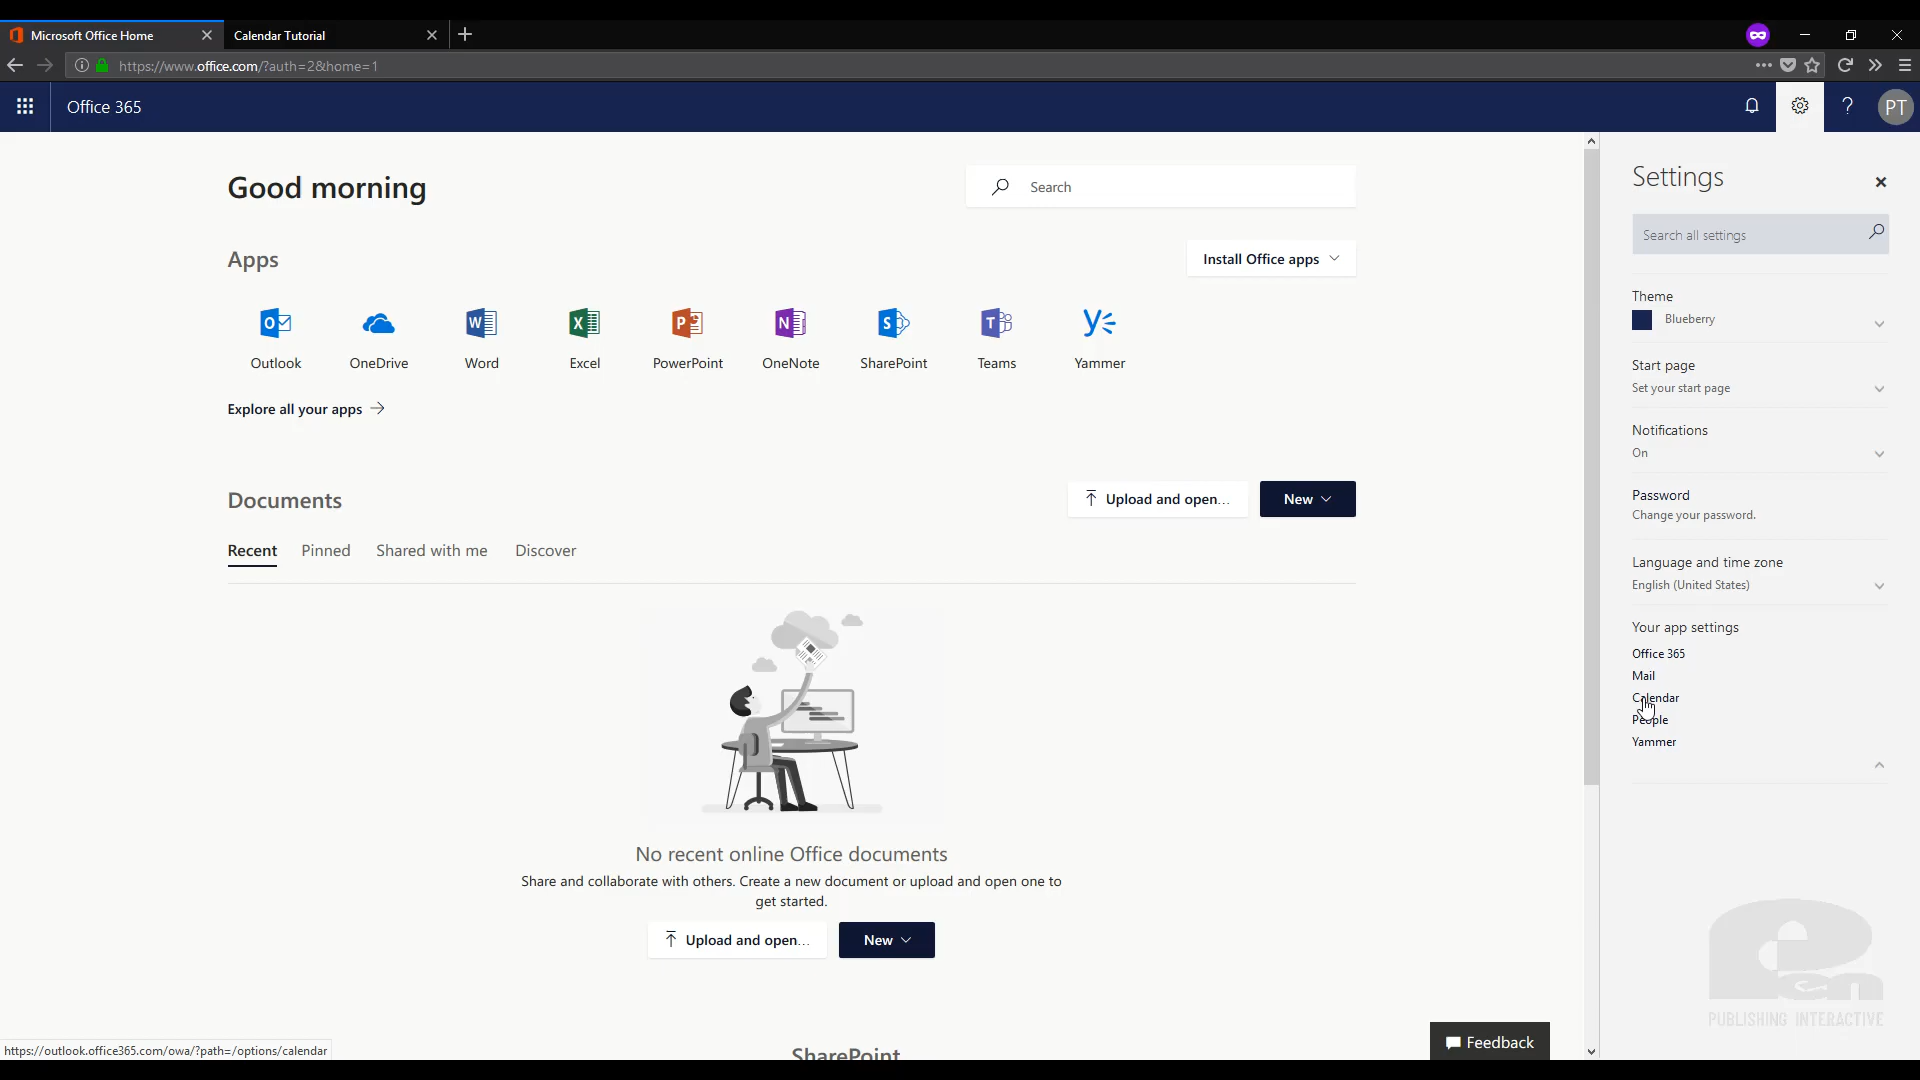 Microsoft Office Home
Calendar Tutorial
https://www.office.com/?auth=2&home=1
Office 365
PT
Good morning
Search
Apps
Install Office apps
Outlook
OneDrive
Word
Excel
PowerPoint
OneNote
SharePoint
Teams
Yammer
Explore all your apps
Documents
Upload and open...
New
Recent
Pinned
Shared with me
Discover
No recent online Office documents
Share and collaborate with others. Create a new document or upload and open one to
get started.
Upload and open...
New
SharePoint
Feedback
https://outlook.office365.com/owa/?path=/options/calendar
Settings
Search all settings
Theme
Blueberry
Start page
Set your start page
Notifications
On
Password
Change your password.
Language and time zone
English (United States)
Your app settings
Office 365
Mail
Calendar
People
Yammer
PUBLISHING INTERACTIVE